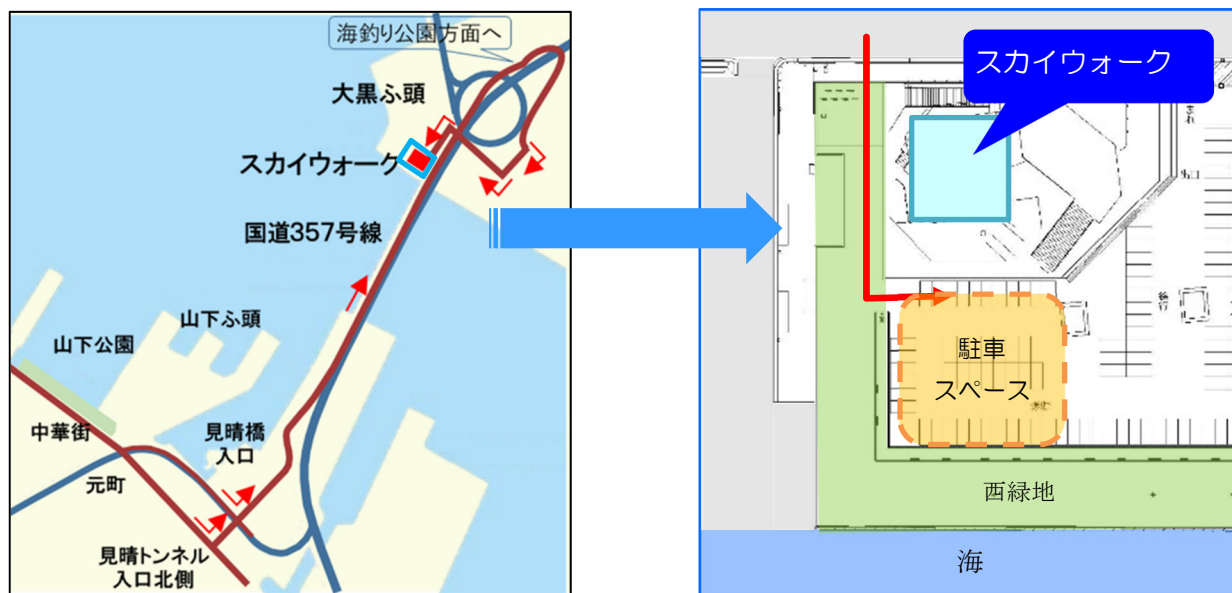 海釣り公園方面へ
大黒ふ頭
スカイウォーク
国道357号線
山下ふ頭
山下公園
中華街
見晴橋
入口
元町
見晴トンネル
入口北側
スカイウォーク
駐車
スペース
西緑地
海